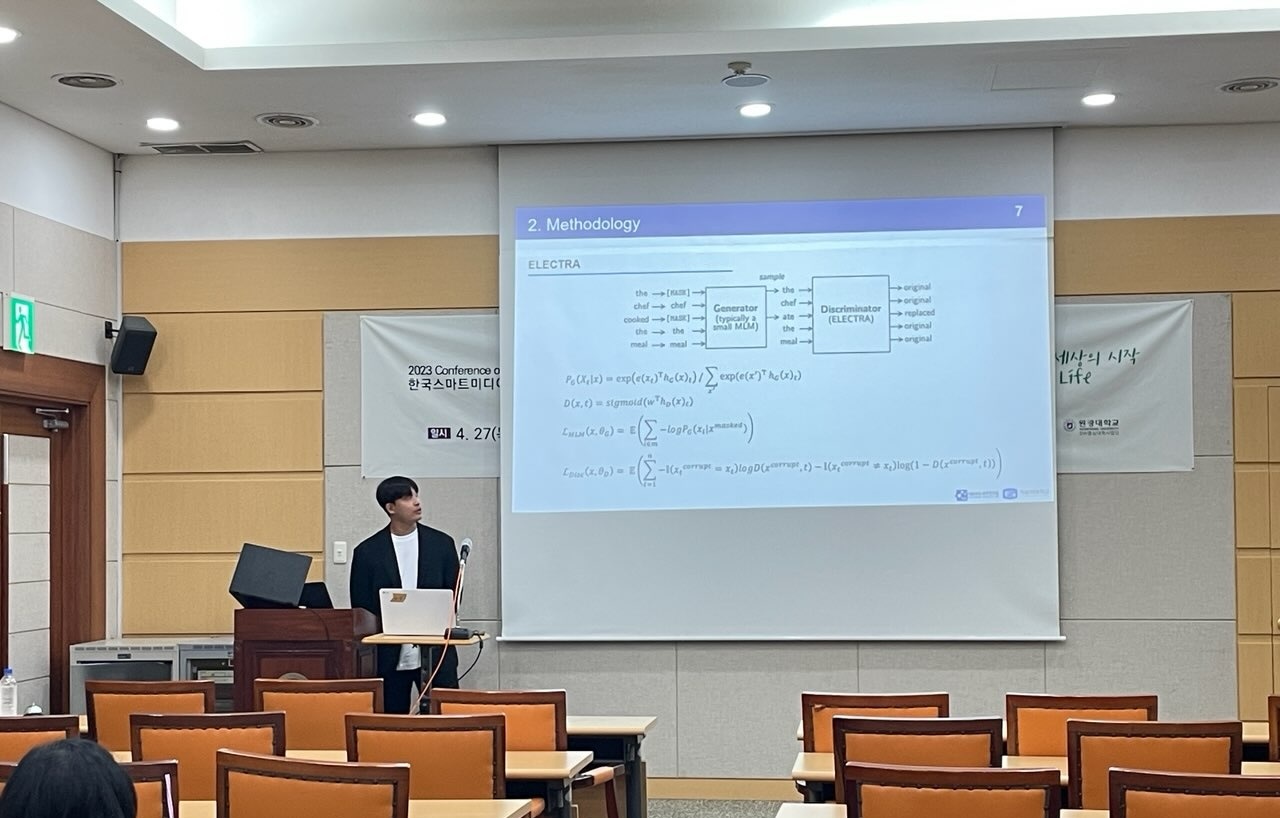 2. Methodology
7
ELECTRA
sample
the → [MASK] →
chef → chef →
cooked → [MASK] →
the → the →
meal → meal →
Generator
(typically a
small MLM)
→ the →
chef →
→ ate →
the →
meal →
Discriminator
(ELECTRA)
→ original
→ original
→ replaced
→ original
→ original
P_G(x_t|x) = exp(e(x_t)^T h_G(x)_t) / ∑_{x'} exp(e(x')^T h_G(x)_t)
D(x, t) = sigmoid(w^T h_D(x)_t)
ℒ_MLM(x, θ_G) = 𝔼(∑_{i∈m} −logP_G(x_i|x^masked))
ℒ_Disc(x, θ_D) = 𝔼(∑_{t=1}^{n} −𝟙(x_t^corrupt = x_t)logD(x^corrupt, t) − 𝟙(x_t^corrupt ≠ x_t)log(1 − D(x^corrupt, t)))
2023 Conference o
한국스마트미디어
일시 4. 27(
세상의 시작
Life
원광대학교